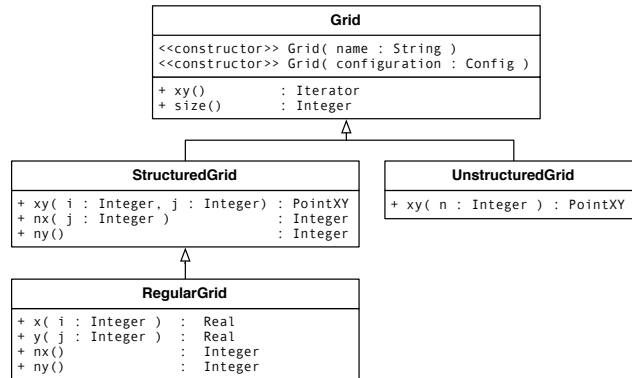 Grid
<<constructor>> Grid( name : String )
<<constructor>> Grid( configuration : Config )
+ xy() : Iterator
+ size() : Integer
StructuredGrid
+ xy( i : Integer, j : Integer) : PointXY
+ nx( j : Integer ) : Integer
+ ny() : Integer
UnstructuredGrid
+ xy( n : Integer ) : PointXY
RegularGrid
+ x( i : Integer ) : Real
+ y( j : Integer ) : Real
+ nx() : Integer
+ ny() : Integer